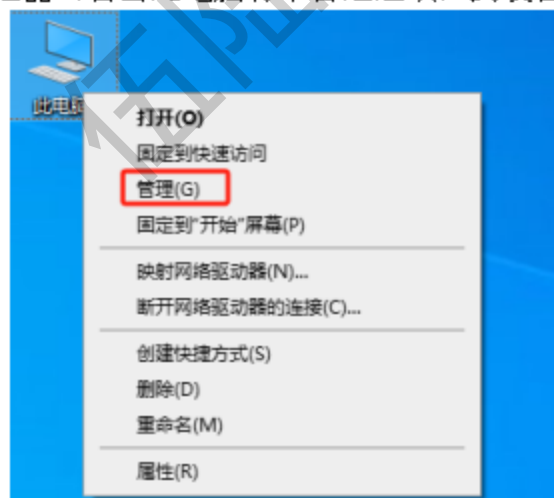 此电脑
打开(O)
固定到快速访问
管理(G)
固定到"开始"屏幕(P)
映射网络驱动器(N)...
断开网络驱动器的连接(C)...
创建快捷方式(S)
删除(D)
重命名(M)
属性(R)